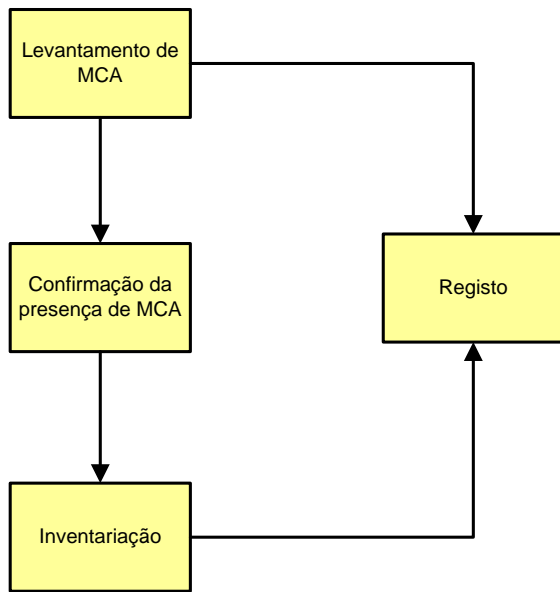 Levantamento de
MCA
Confirmação da
presença de MCA
Registo
Inventariação